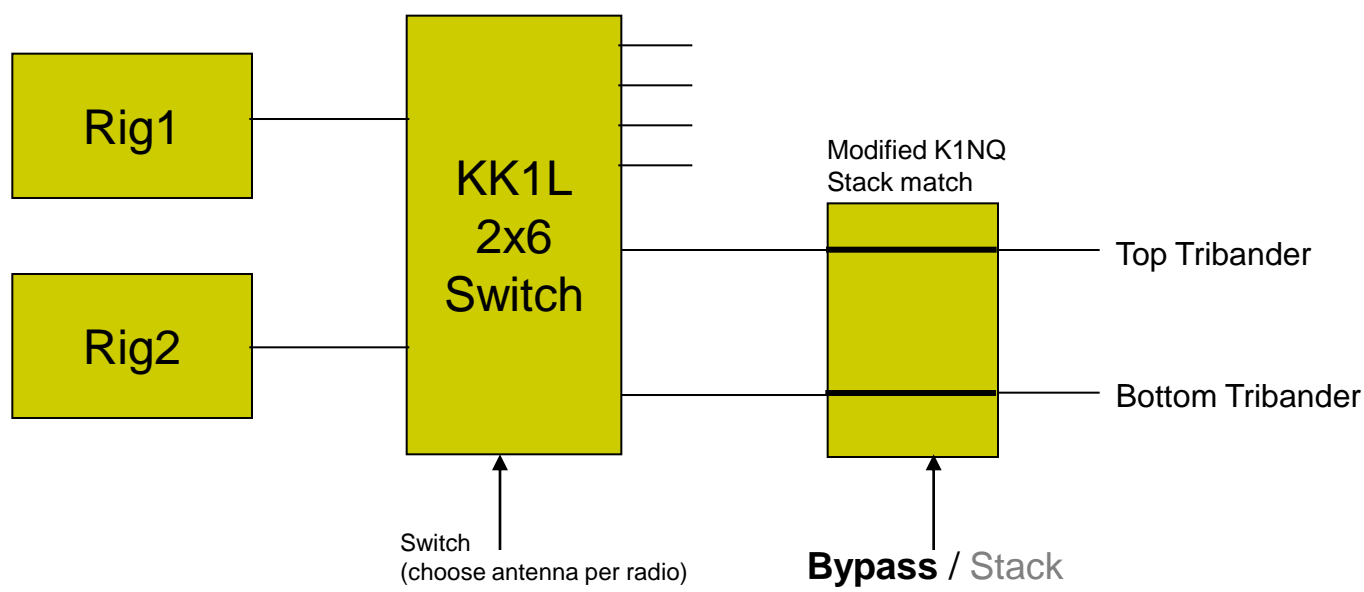 Rig1
Rig2
KK1L
2x6
Switch
Modified K1NQ
Stack match
Top Tribander
Bottom Tribander
Switch
(choose antenna per radio)
Bypass / Stack